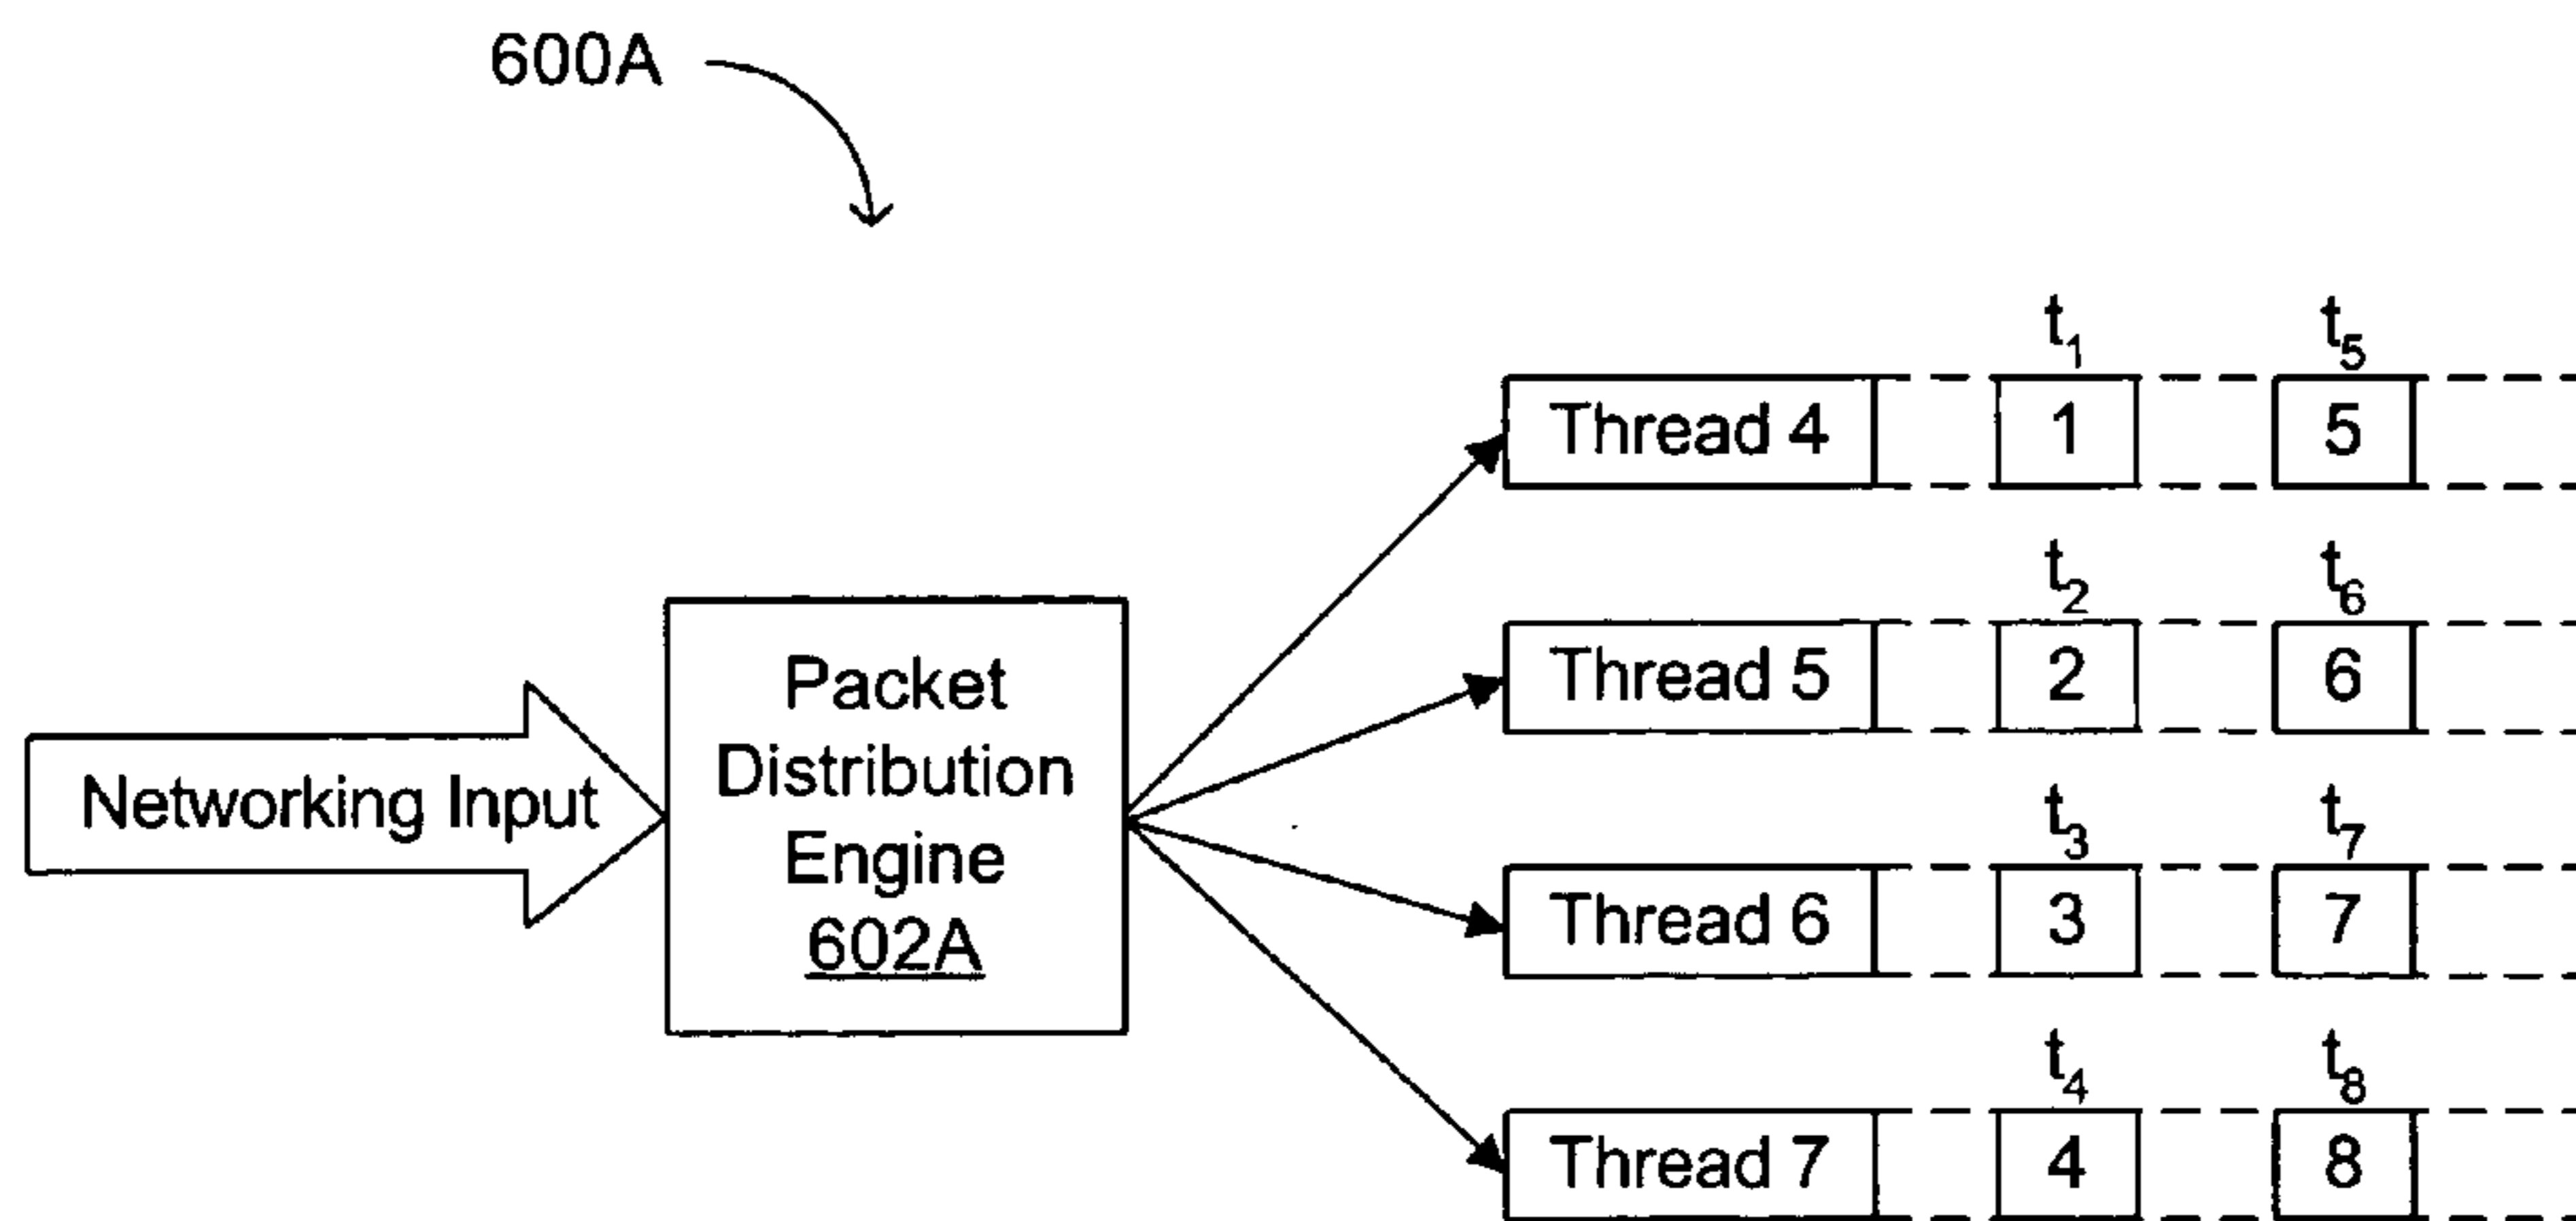 600A
Networking Input
Packet
Distribution
Engine
602A
t1 t5
Thread 4 1 5
t2 t6
Thread 5 2 6
t3 t7
Thread 6 3 7
t4 t8
Thread 7 4 8